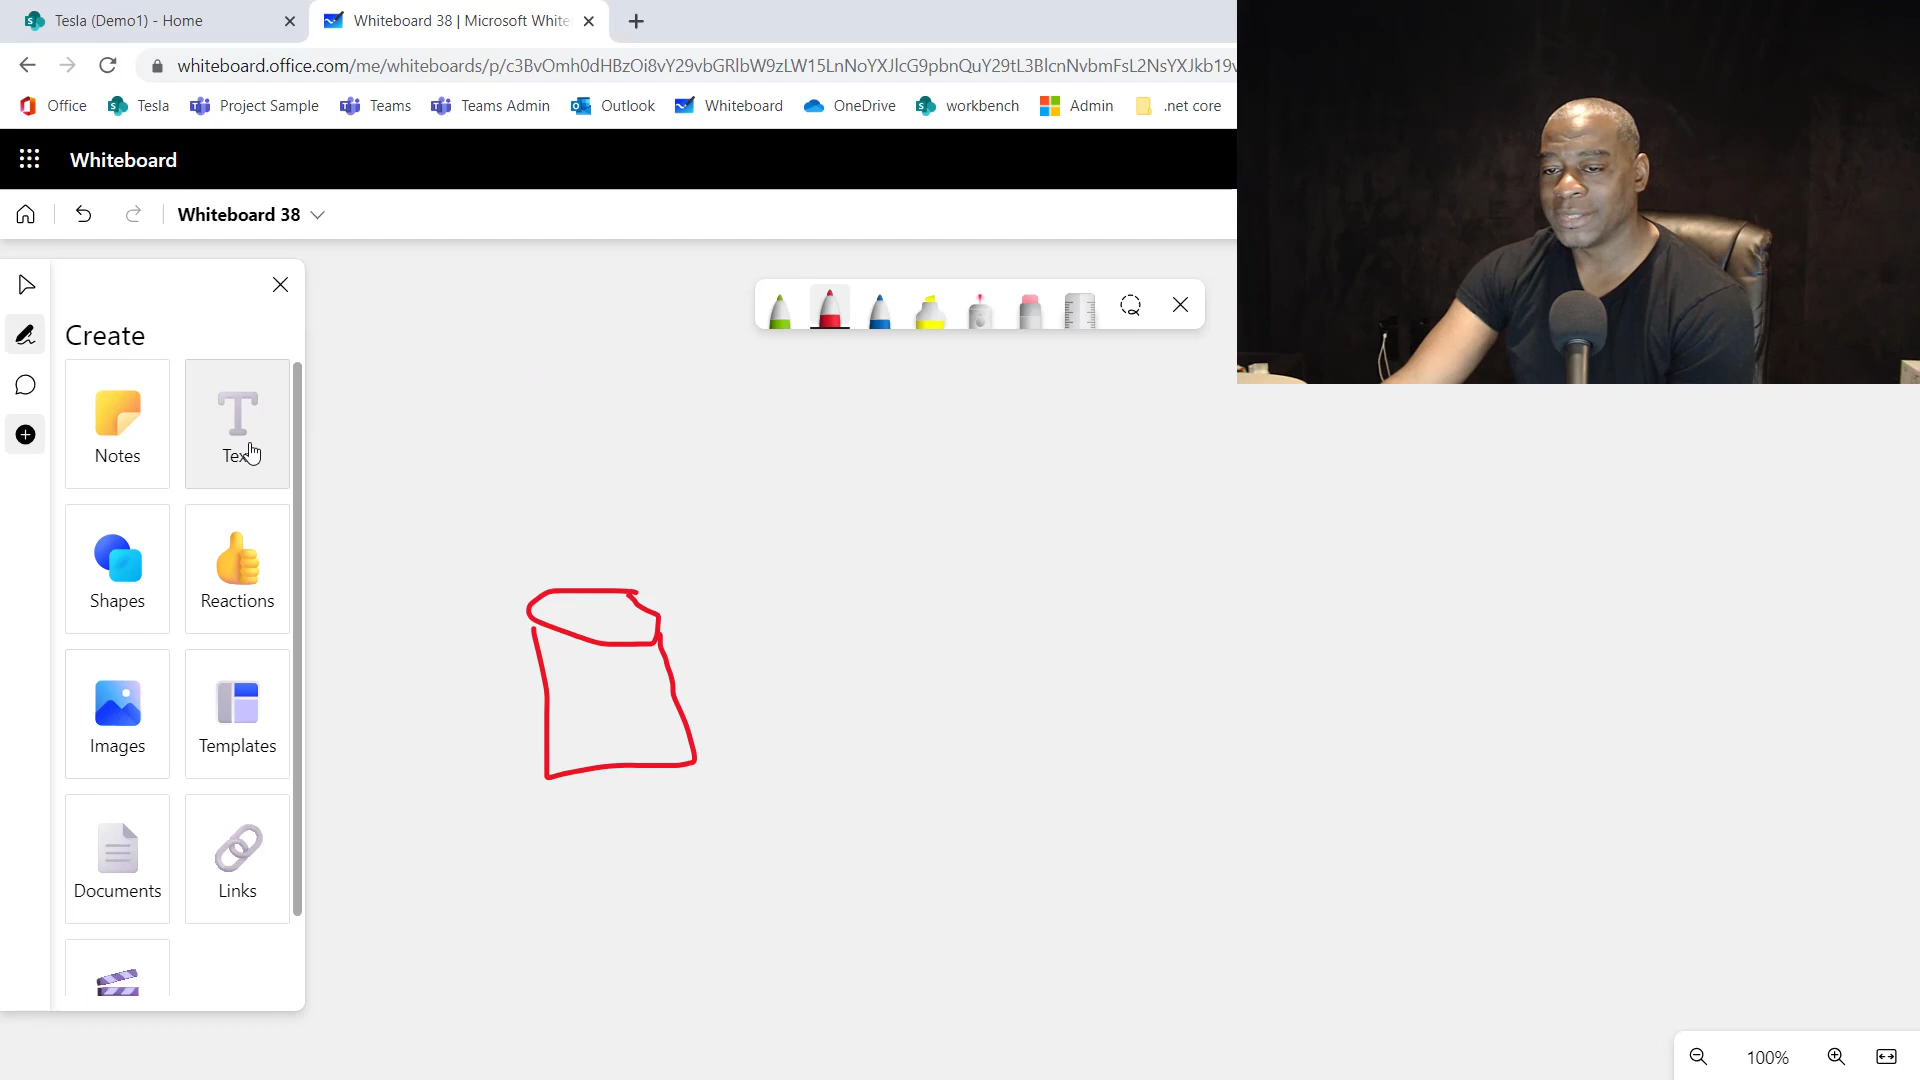 Tesla (Demo1) - Home
Whiteboard 38 | Microsoft White
whiteboard.office.com/me/whiteboards/p/c3BvOmh0dHBzOi8vY29vbGRlbW9zLW15LnNoYXJlcG9pbnQuY29tL3BlcnNvbmFsL2NsYXJkb19v
Office Tesla Project Sample Teams Teams Admin Outlook Whiteboard OneDrive workbench Admin .net core
Whiteboard
Whiteboard 38
Create
Notes
Text
Shapes
Reactions
Images
Templates
Documents
Links
100%